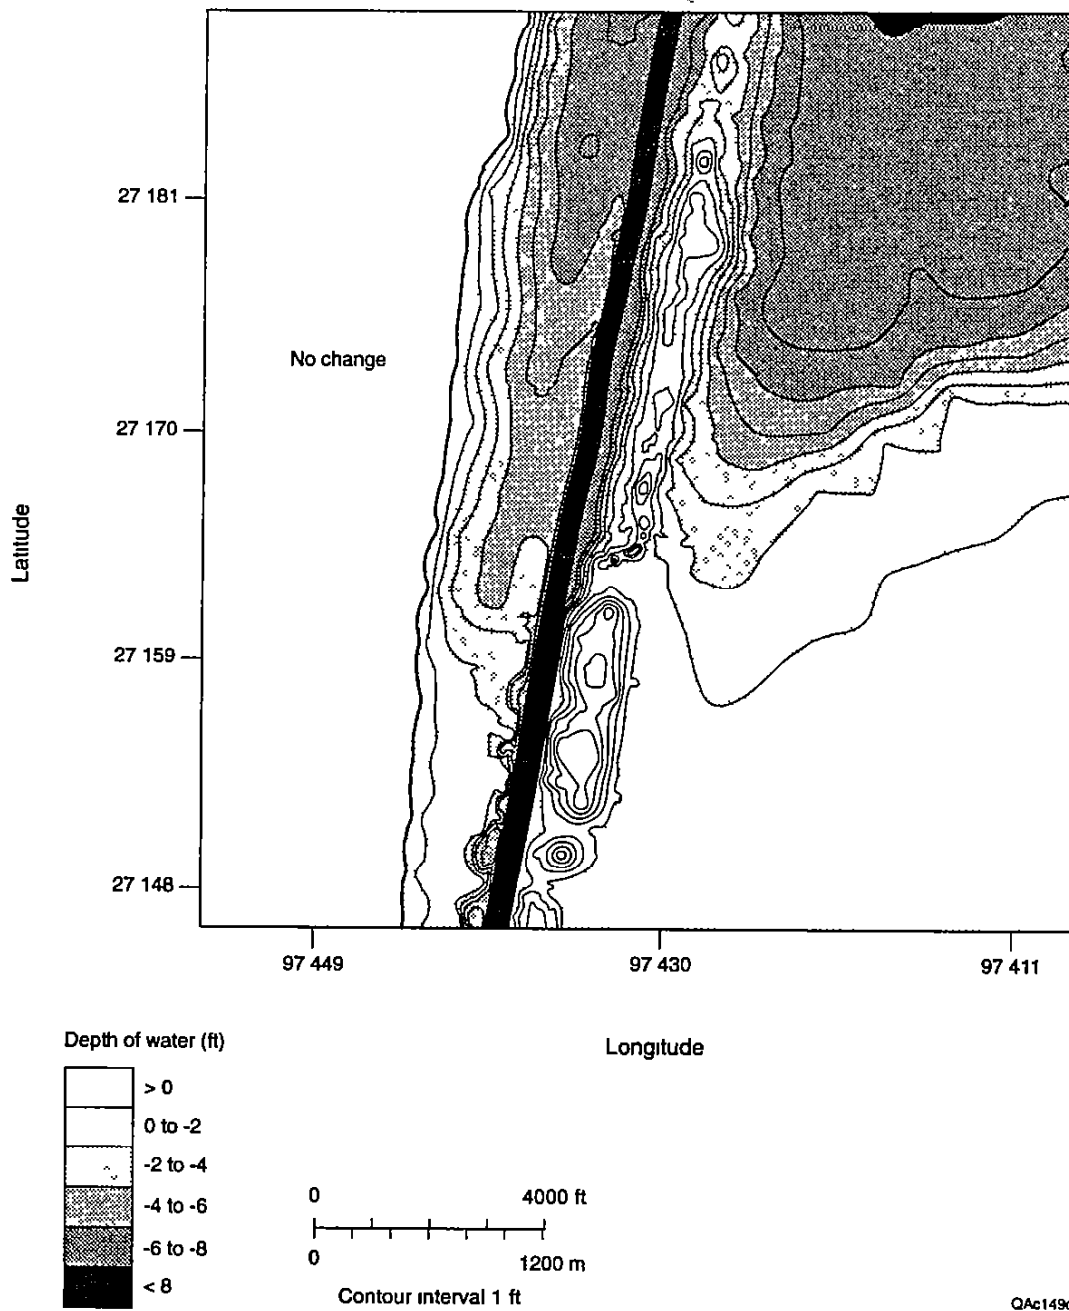 27 181
No change
27 170
Latitude
27 159
27 148
97 449
97 430
97 411
Longitude
Depth of water (ft)
> 0
0 to -2
-2 to -4
-4 to -6
-6 to -8
< 8
0 4000 ft
0 1200 m
Contour interval 1 ft
QAc149c